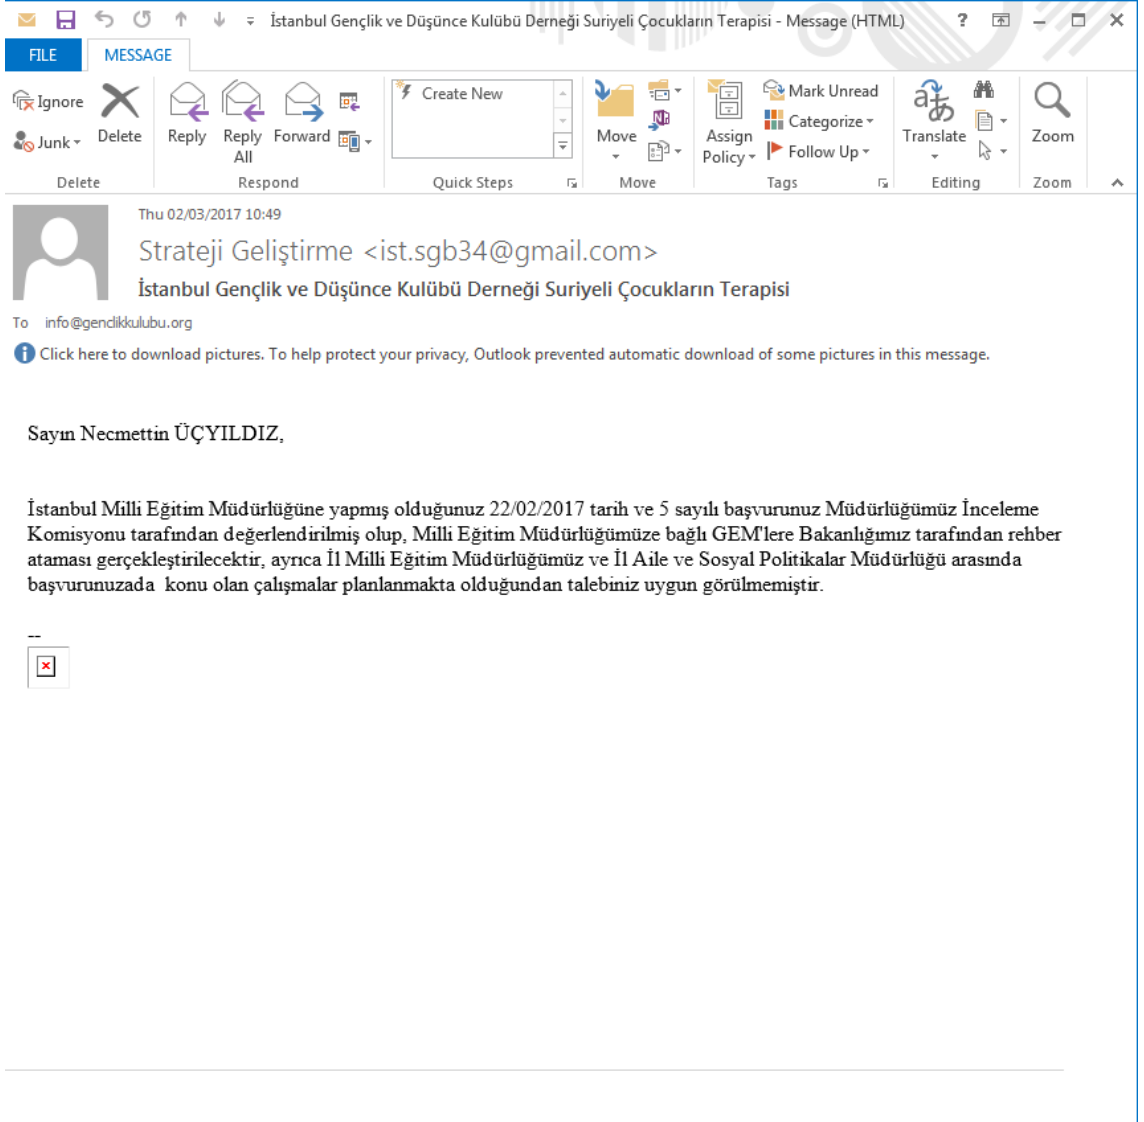 İstanbul Gençlik ve Düşünce Kulübü Derneği Suriyeli Çocukların Terapisi - Message (HTML) ?
FILE MESSAGE
Ignore
Junk
Delete
Reply
Reply All
Forward
Create New
Move
Assign Policy
Mark Unread
Categorize
Follow Up
Translate
Zoom
Delete Respond Quick Steps Move Tags Editing Zoom
Thu 02/03/2017 10:49
Strateji Geliştirme <ist.sgb34@gmail.com>
İstanbul Gençlik ve Düşünce Kulübü Derneği Suriyeli Çocukların Terapisi
To info@genclikkulubu.org
Click here to download pictures. To help protect your privacy, Outlook prevented automatic download of some pictures in this message.
Sayın Necmettin ÜÇYILDIZ,
İstanbul Milli Eğitim Müdürlüğüne yapmış olduğunuz 22/02/2017 tarih ve 5 sayılı başvurunuz Müdürlüğümüz İnceleme
Komisyonu tarafından değerlendirilmiş olup, Milli Eğitim Müdürlüğümüze bağlı GEM'lere Bakanlığımız tarafından rehber
ataması gerçekleştirilecektir, ayrıca İl Milli Eğitim Müdürlüğümüz ve İl Aile ve Sosyal Politikalar Müdürlüğü arasında
başvurunuzada konu olan çalışmalar planlanmakta olduğundan talebiniz uygun görülmemiştir.
--